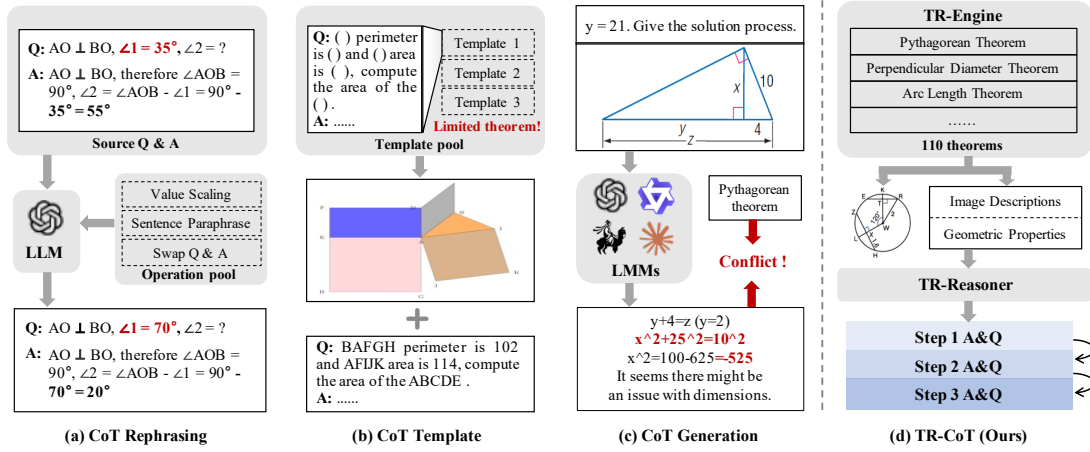 Q: AO ⊥ BO, ∠1 = 35°, ∠2 = ?
A: AO ⊥ BO, therefore ∠AOB =
90°, ∠2 = ∠AOB - ∠1 = 90° -
35° = 55°
Source Q & A
LLM
Value Scaling
Sentence Paraphrase
Swap Q & A
Operation pool
Q: AO ⊥ BO, ∠1 = 70°, ∠2 = ?
A: AO ⊥ BO, therefore ∠AOB =
90°, ∠2 = ∠AOB - ∠1 = 90° -
70° = 20°
(a) CoT Rephrasing
Q: ( ) perimeter
is ( ) and ( ) area
is ( ), compute
the area of the
( ) .
A: ......
Template 1
Template 2
Template 3
Limited theorem!
Template pool
Q: BAFGH perimeter is 102
and AFIJK area is 114, compute
the area of the ABCDE .
A: ......
(b) CoT Template
y = 21. Give the solution process.
x
10
y
4
z
LMMs
Pythagorean
theorem
Conflict !
y+4=z (y=2)
x^2+25^2=10^2
x^2=100-625=-525
It seems there might be
an issue with dimensions.
(c) CoT Generation
TR-Engine
Pythagorean Theorem
Perpendicular Diameter Theorem
Arc Length Theorem
......
110 theorems
K
E
R
T
Z
2
120°
W
X
L
H
Image Descriptions
Geometric Properties
TR-Reasoner
Step 1 A&Q
Step 2 A&Q
Step 3 A&Q
(d) TR-CoT (Ours)